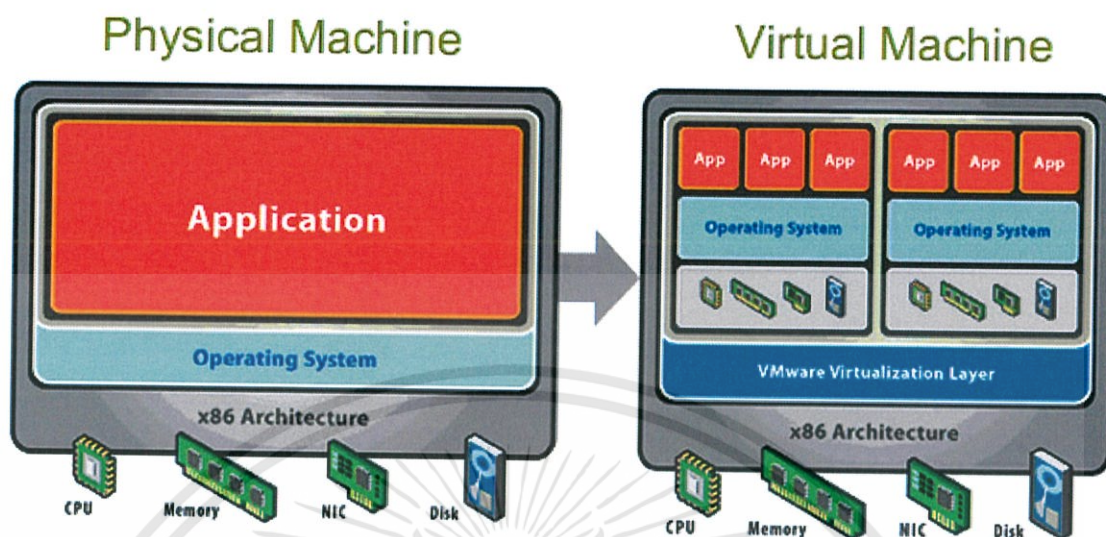 Physical Machine
Virtual Machine
Application
Operating System
x86 Architecture
CPU Memory NIC Disk
App App App App App App
Operating System Operating System
VMware Virtualization Layer
x86 Architecture
CPU Memory NIC Disk